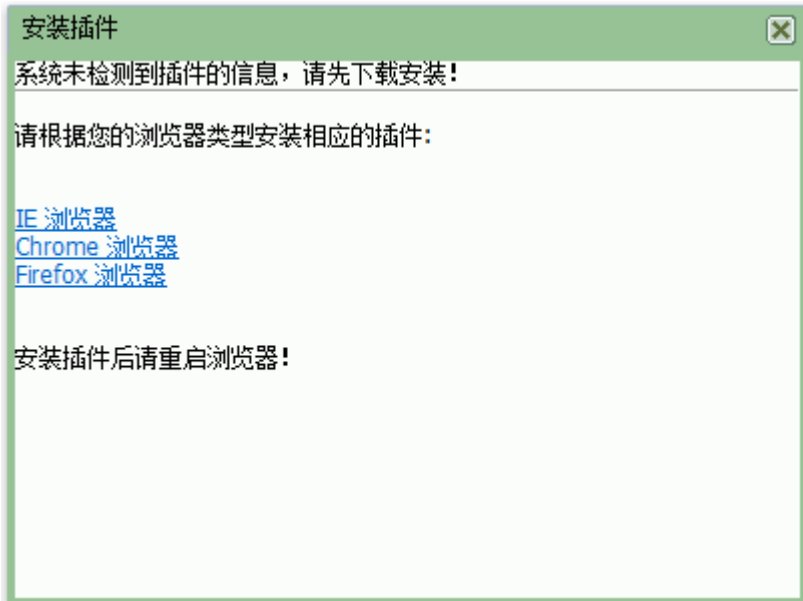 安装插件
系统未检测到插件的信息，请先下载安装!
请根据您的浏览器类型安装相应的插件:
IE 浏览器
Chrome 浏览器
Firefox 浏览器
安装插件后请重启浏览器!